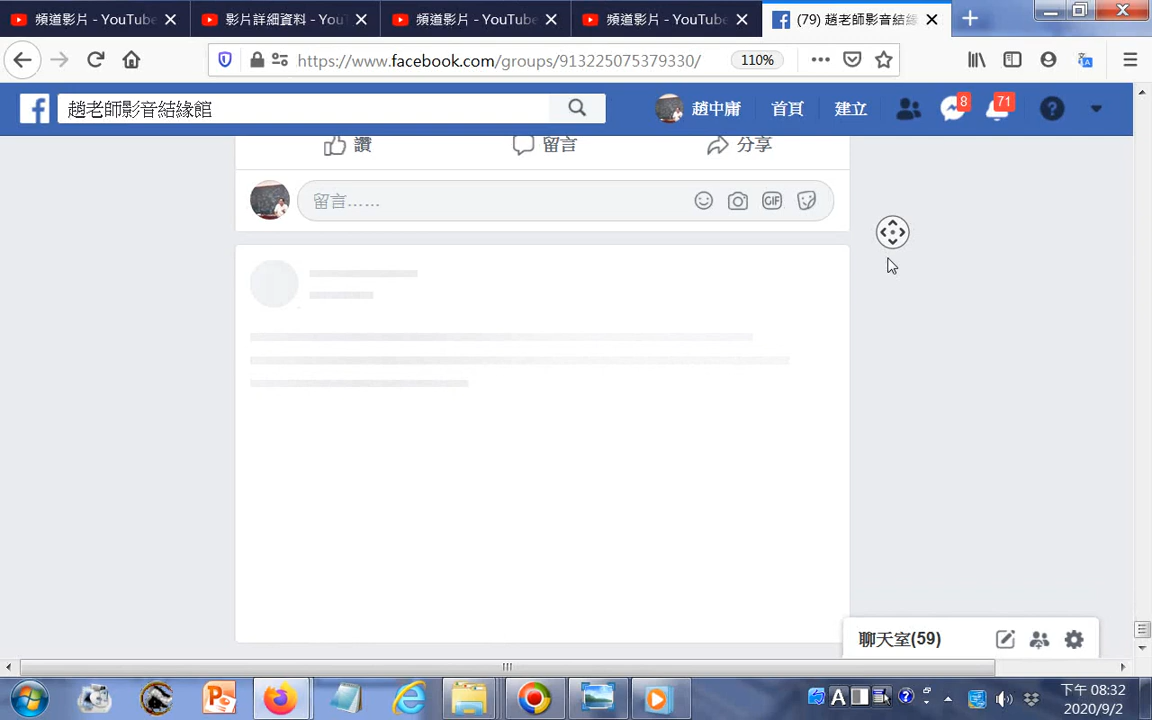 頻道影片 - YouTube
影片詳細資料 - YouT
頻道影片 - YouTube
頻道影片 - YouTube
(79) 趙老師影音結緣
https://www.facebook.com/groups/913225075379330/
110%
趙老師影音結緣館
趙中庸
首頁
建立
8
71
讚
留言
分享
留言……
GIF
聊天室(59)
A
下午 08:32
2020/9/2